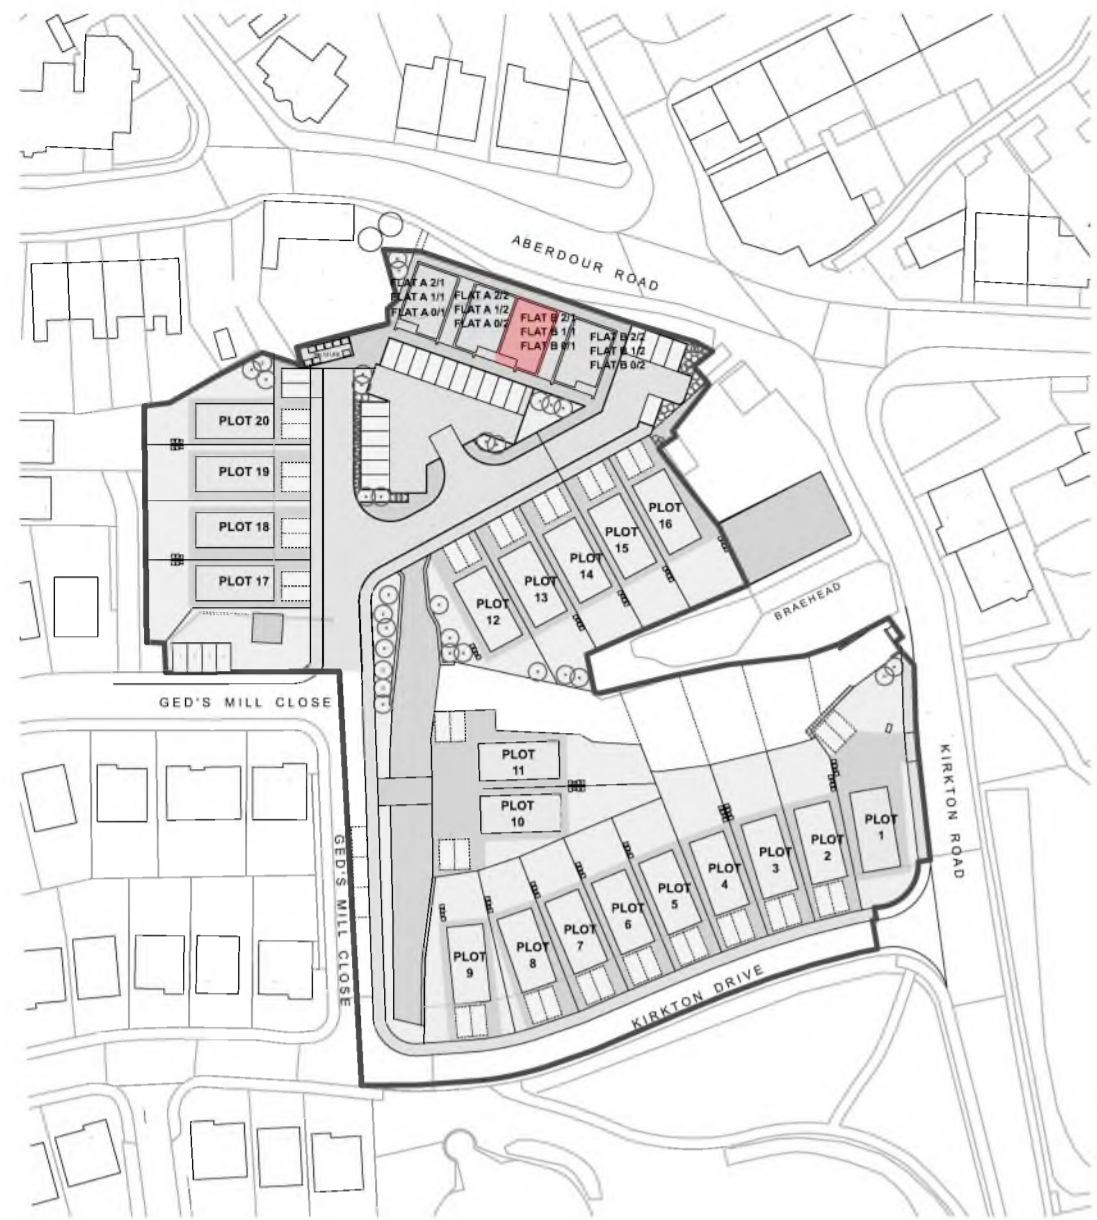 ABERDOUR ROAD
FLAT A 2/1
FLAT A 1/1
FLAT A 0/1
FLAT A 2/2
FLAT A 1/2
FLAT A 0/2
FLAT B 2/1
FLAT B 1/1
FLAT B 0/1
FLAT B 2/2
FLAT B 1/2
FLAT B 0/2
PLOT 20
PLOT 19
PLOT 18
PLOT 17
PLOT
16
PLOT
15
PLOT
14
PLOT
13
PLOT
12
BRAEHEAD
GED'S MILL CLOSE
PLOT
11
PLOT
10
KIRKTON ROAD
PLOT
1
PLOT
2
PLOT
3
PLOT
4
PLOT
5
PLOT
6
PLOT
7
PLOT
8
PLOT
9
GED'S MILL CLOSE
KIRKTON DRIVE